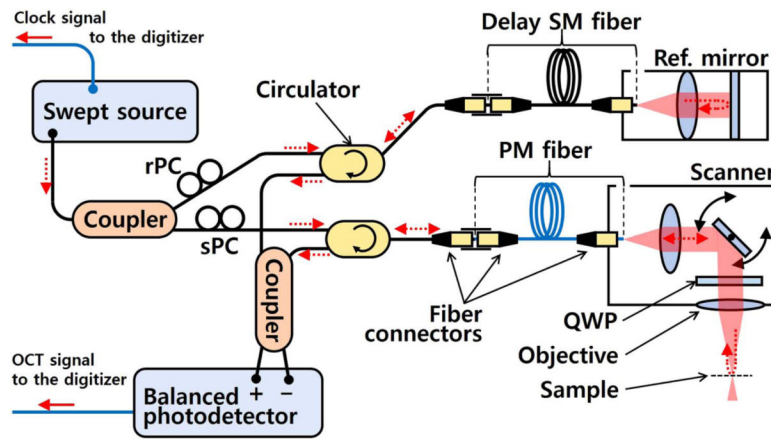 Clock signal
to the digitizer
Delay SM fiber
Ref. mirror
Swept source
Circulator
rPC
PM fiber
Scanner
Coupler
sPC
Coupler
Fiber
connectors
QWP
Objective
Sample
OCT signal
to the digitizer
Balanced
photodetector
+ −